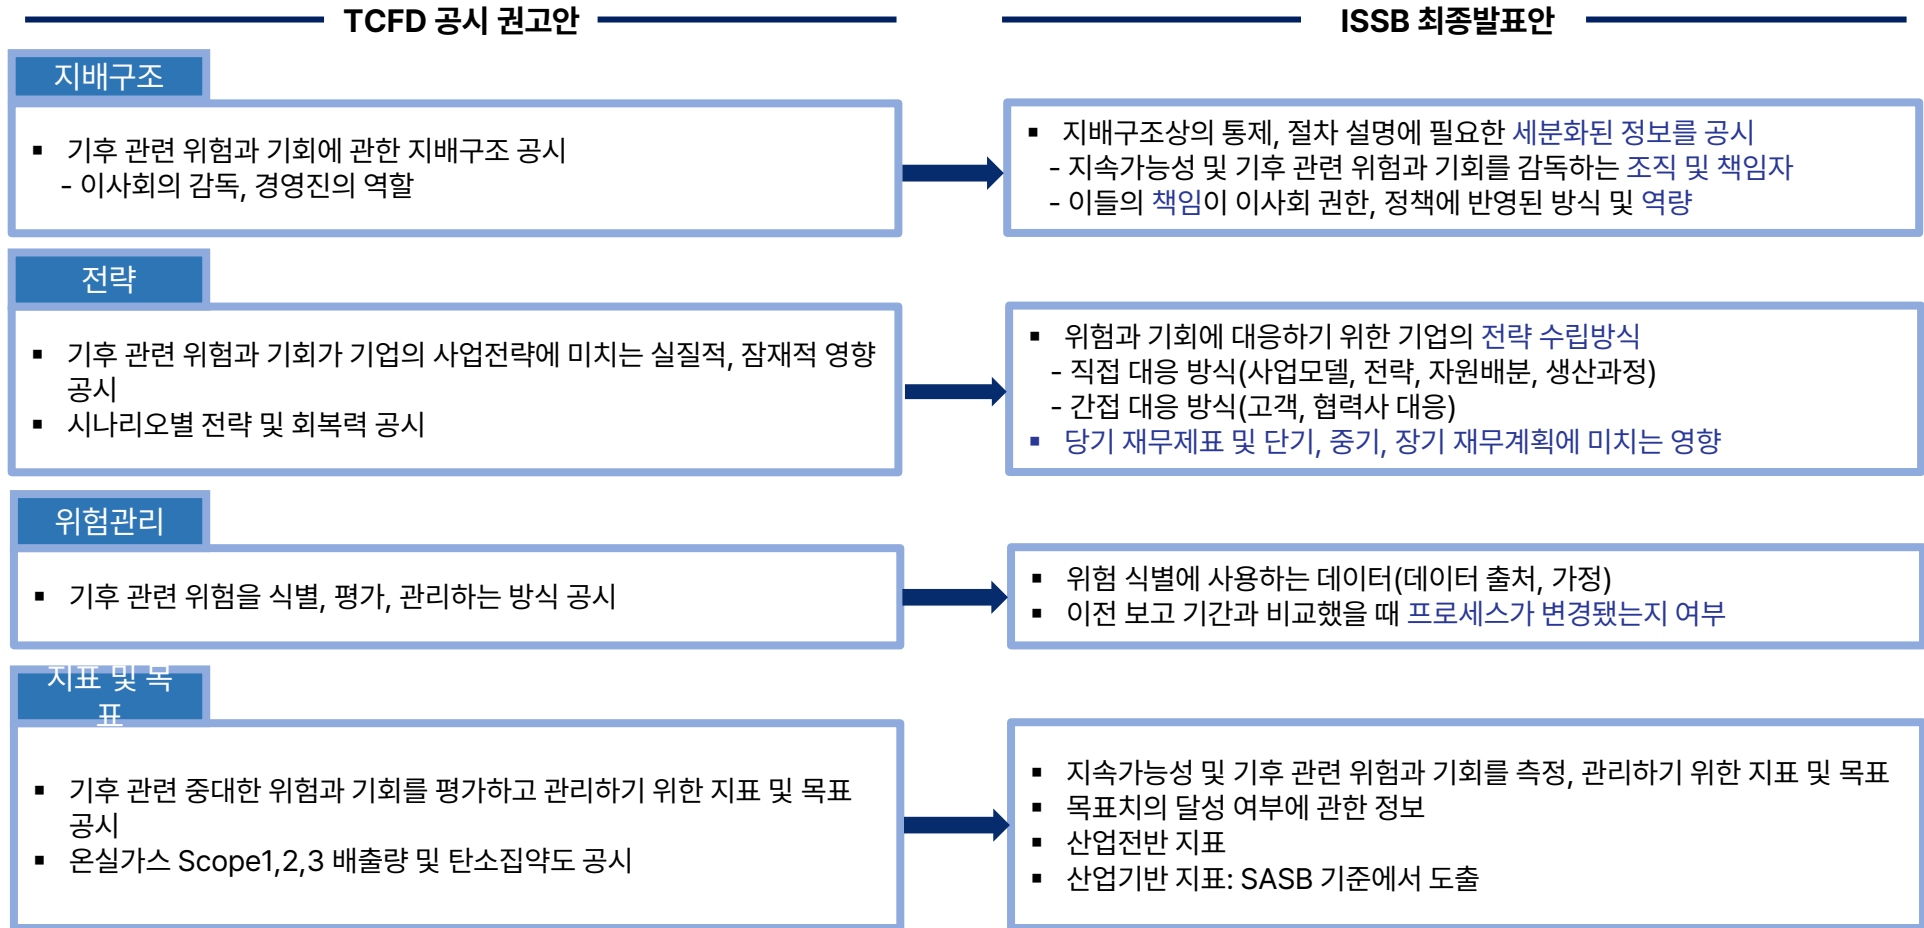 TCFD 공시 권고안
ISSB 최종발표안
지배구조
▪ 기후 관련 위험과 기회에 관한 지배구조 공시
- 이사회의 감독, 경영진의 역할
▪ 지배구조상의 통제, 절차 설명에 필요한 세분화된 정보를 공시
- 지속가능성 및 기후 관련 위험과 기회를 감독하는 조직 및 책임자
- 이들의 책임이 이사회 권한, 정책에 반영된 방식 및 역량
전략
▪ 기후 관련 위험과 기회가 기업의 사업전략에 미치는 실질적, 잠재적 영향
공시
▪ 시나리오별 전략 및 회복력 공시
▪ 위험과 기회에 대응하기 위한 기업의 전략 수립방식
- 직접 대응 방식(사업모델, 전략, 자원배분, 생산과정)
- 간접 대응 방식(고객, 협력사 대응)
▪ 당기 재무제표 및 단기, 중기, 장기 재무계획에 미치는 영향
위험관리
▪ 기후 관련 위험을 식별, 평가, 관리하는 방식 공시
▪ 위험 식별에 사용하는 데이터(데이터 출처, 가정)
▪ 이전 보고 기간과 비교했을 때 프로세스가 변경됐는지 여부
지표 및 목
표
▪ 기후 관련 중대한 위험과 기회를 평가하고 관리하기 위한 지표 및 목표
공시
▪ 온실가스 Scope1,2,3 배출량 및 탄소집약도 공시
▪ 지속가능성 및 기후 관련 위험과 기회를 측정, 관리하기 위한 지표 및 목표
▪ 목표치의 달성 여부에 관한 정보
▪ 산업전반 지표
▪ 산업기반 지표: SASB 기준에서 도출